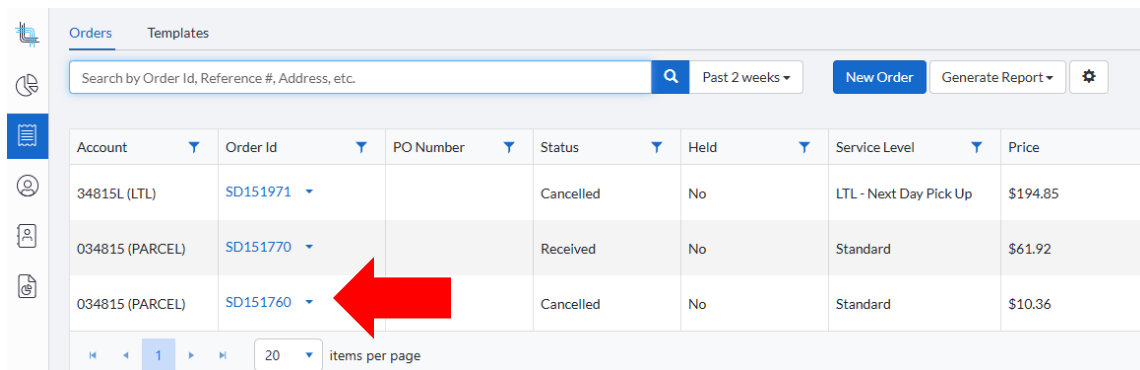 Orders Templates
Search by Order Id, Reference #, Address, etc. Past 2 weeks New Order Generate Report
Account Order Id PO Number Status Held Service Level Price
34815L (LTL) SD151971 Cancelled No LTL - Next Day Pick Up $194.85
034815 (PARCEL) SD151770 Received No Standard $61.92
034815 (PARCEL) SD151760 Cancelled No Standard $10.36
1 20 items per page